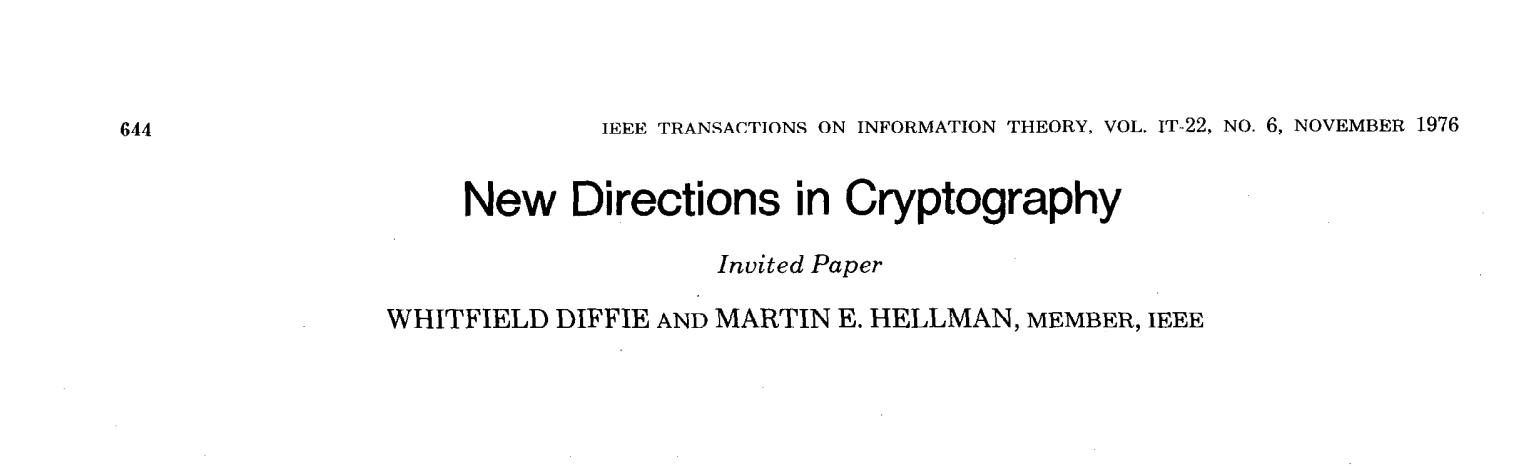 644
IEEE TRANSACTIONS ON INFORMATION THEORY, VOL. IT-22, NO. 6, NOVEMBER 1976
New Directions in Cryptography
Invited Paper
WHITFIELD DIFFIE AND MARTIN E. HELLMAN, MEMBER, IEEE